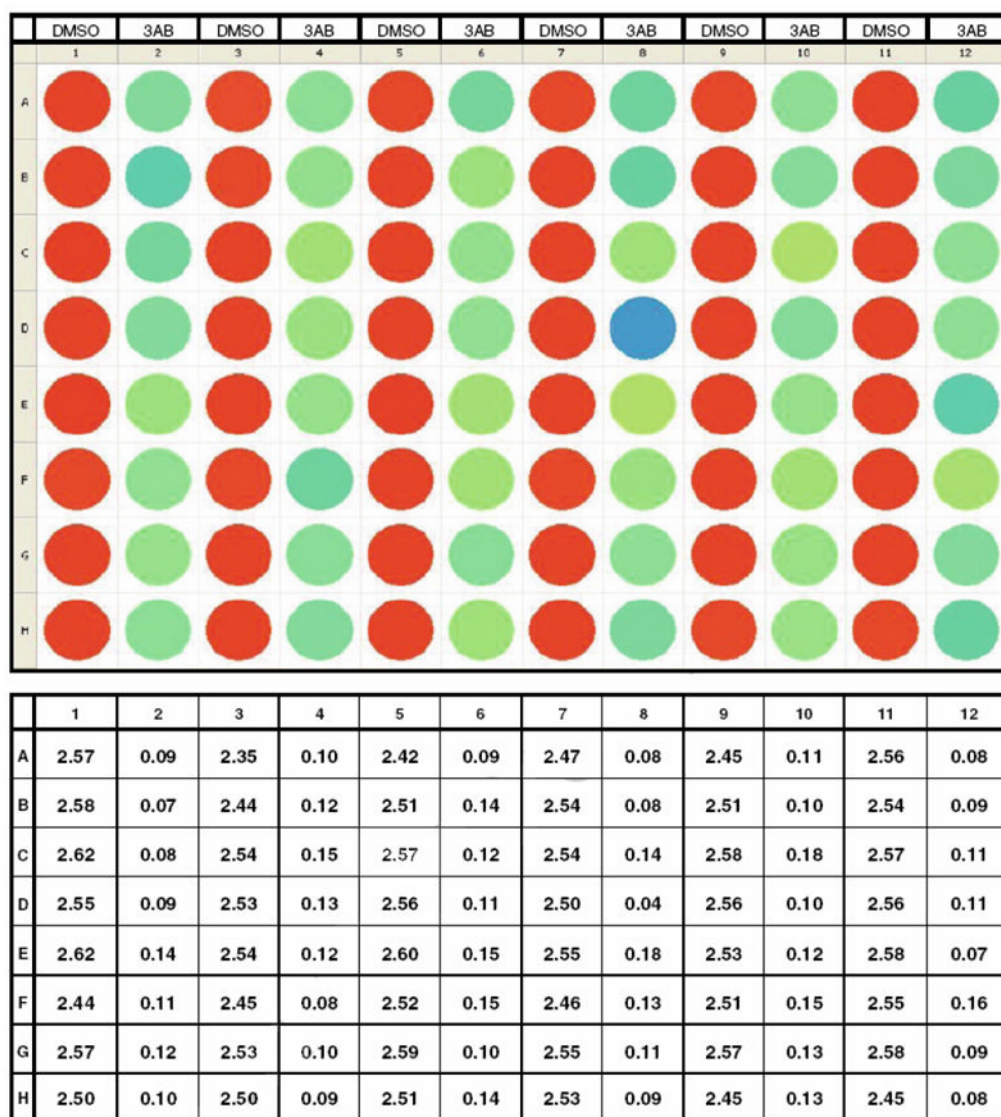 DMSO 3AB DMSO 3AB DMSO 3AB DMSO 3AB DMSO 3AB DMSO 3AB
1 2 3 4 5 6 7 8 9 10 11 12
A
B
C
D
E
F
G
H
1 2 3 4 5 6 7 8 9 10 11 12
A 2.57 0.09 2.35 0.10 2.42 0.09 2.47 0.08 2.45 0.11 2.56 0.08
B 2.58 0.07 2.44 0.12 2.51 0.14 2.54 0.08 2.51 0.10 2.54 0.09
C 2.62 0.08 2.54 0.15 2.57 0.12 2.54 0.14 2.58 0.18 2.57 0.11
D 2.55 0.09 2.53 0.13 2.56 0.11 2.50 0.04 2.56 0.10 2.56 0.11
E 2.62 0.14 2.54 0.12 2.60 0.15 2.55 0.18 2.53 0.12 2.58 0.07
F 2.44 0.11 2.45 0.08 2.52 0.15 2.46 0.13 2.51 0.15 2.55 0.16
G 2.57 0.12 2.53 0.10 2.59 0.10 2.55 0.11 2.57 0.13 2.58 0.09
H 2.50 0.10 2.50 0.09 2.51 0.14 2.53 0.09 2.45 0.13 2.45 0.08